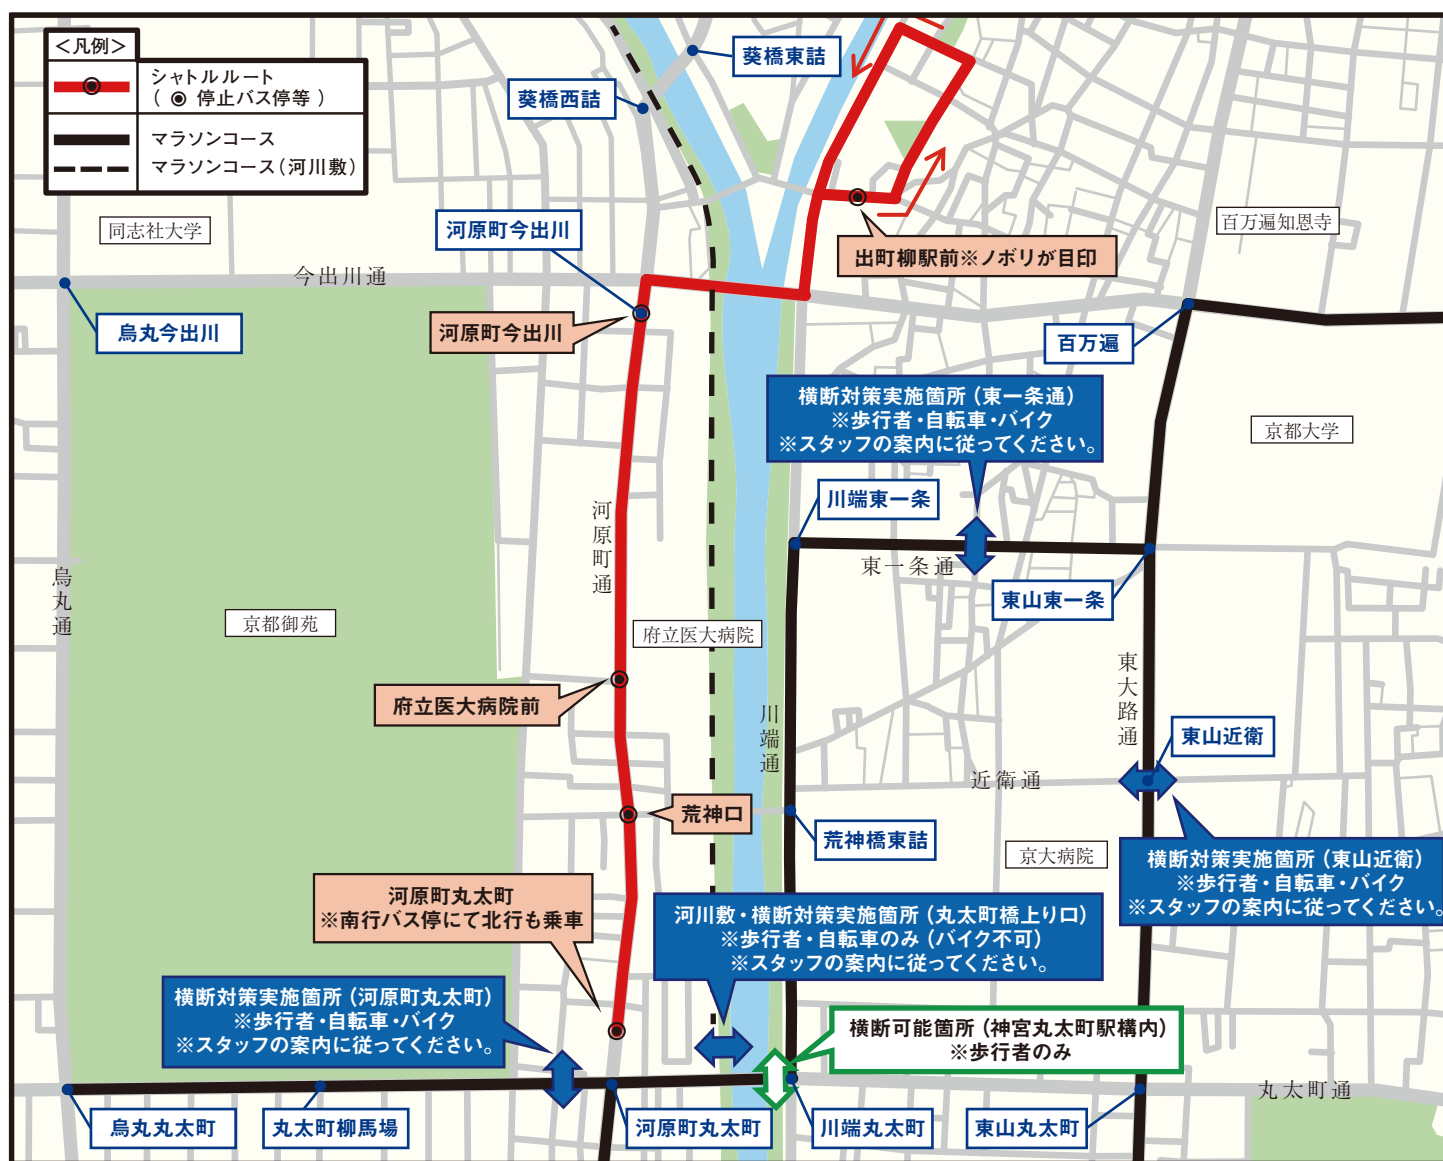 ＜凡例＞
シャトルルート
（ ◉ 停止バス停等 ）
マラソンコース
マラソンコース（河川敷）
葵橋東詰
葵橋西詰
同志社大学
河原町今出川
百万遍知恩寺
出町柳駅前※ノボリが目印
今出川通
烏丸今出川
河原町今出川
百万遍
横断対策実施箇所（東一条通）
※歩行者・自転車・バイク
※スタッフの案内に従ってください。
京都大学
川端東一条
河原町通
東一条通
烏丸通
東山東一条
京都御苑
府立医大病院
東大路通
府立医大病院前
川端通
東山近衛
近衛通
荒神口
荒神橋東詰
京大病院
横断対策実施箇所（東山近衛）
※歩行者・自転車・バイク
※スタッフの案内に従ってください。
河原町丸太町
※南行バス停にて北行も乗車
河川敷・横断対策実施箇所（丸太町橋上り口）
※歩行者・自転車のみ（バイク不可）
※スタッフの案内に従ってください。
横断対策実施箇所（河原町丸太町）
※歩行者・自転車・バイク
※スタッフの案内に従ってください。
横断可能箇所（神宮丸太町駅構内）
※歩行者のみ
丸太町通
烏丸丸太町
丸太町柳馬場
河原町丸太町
川端丸太町
東山丸太町